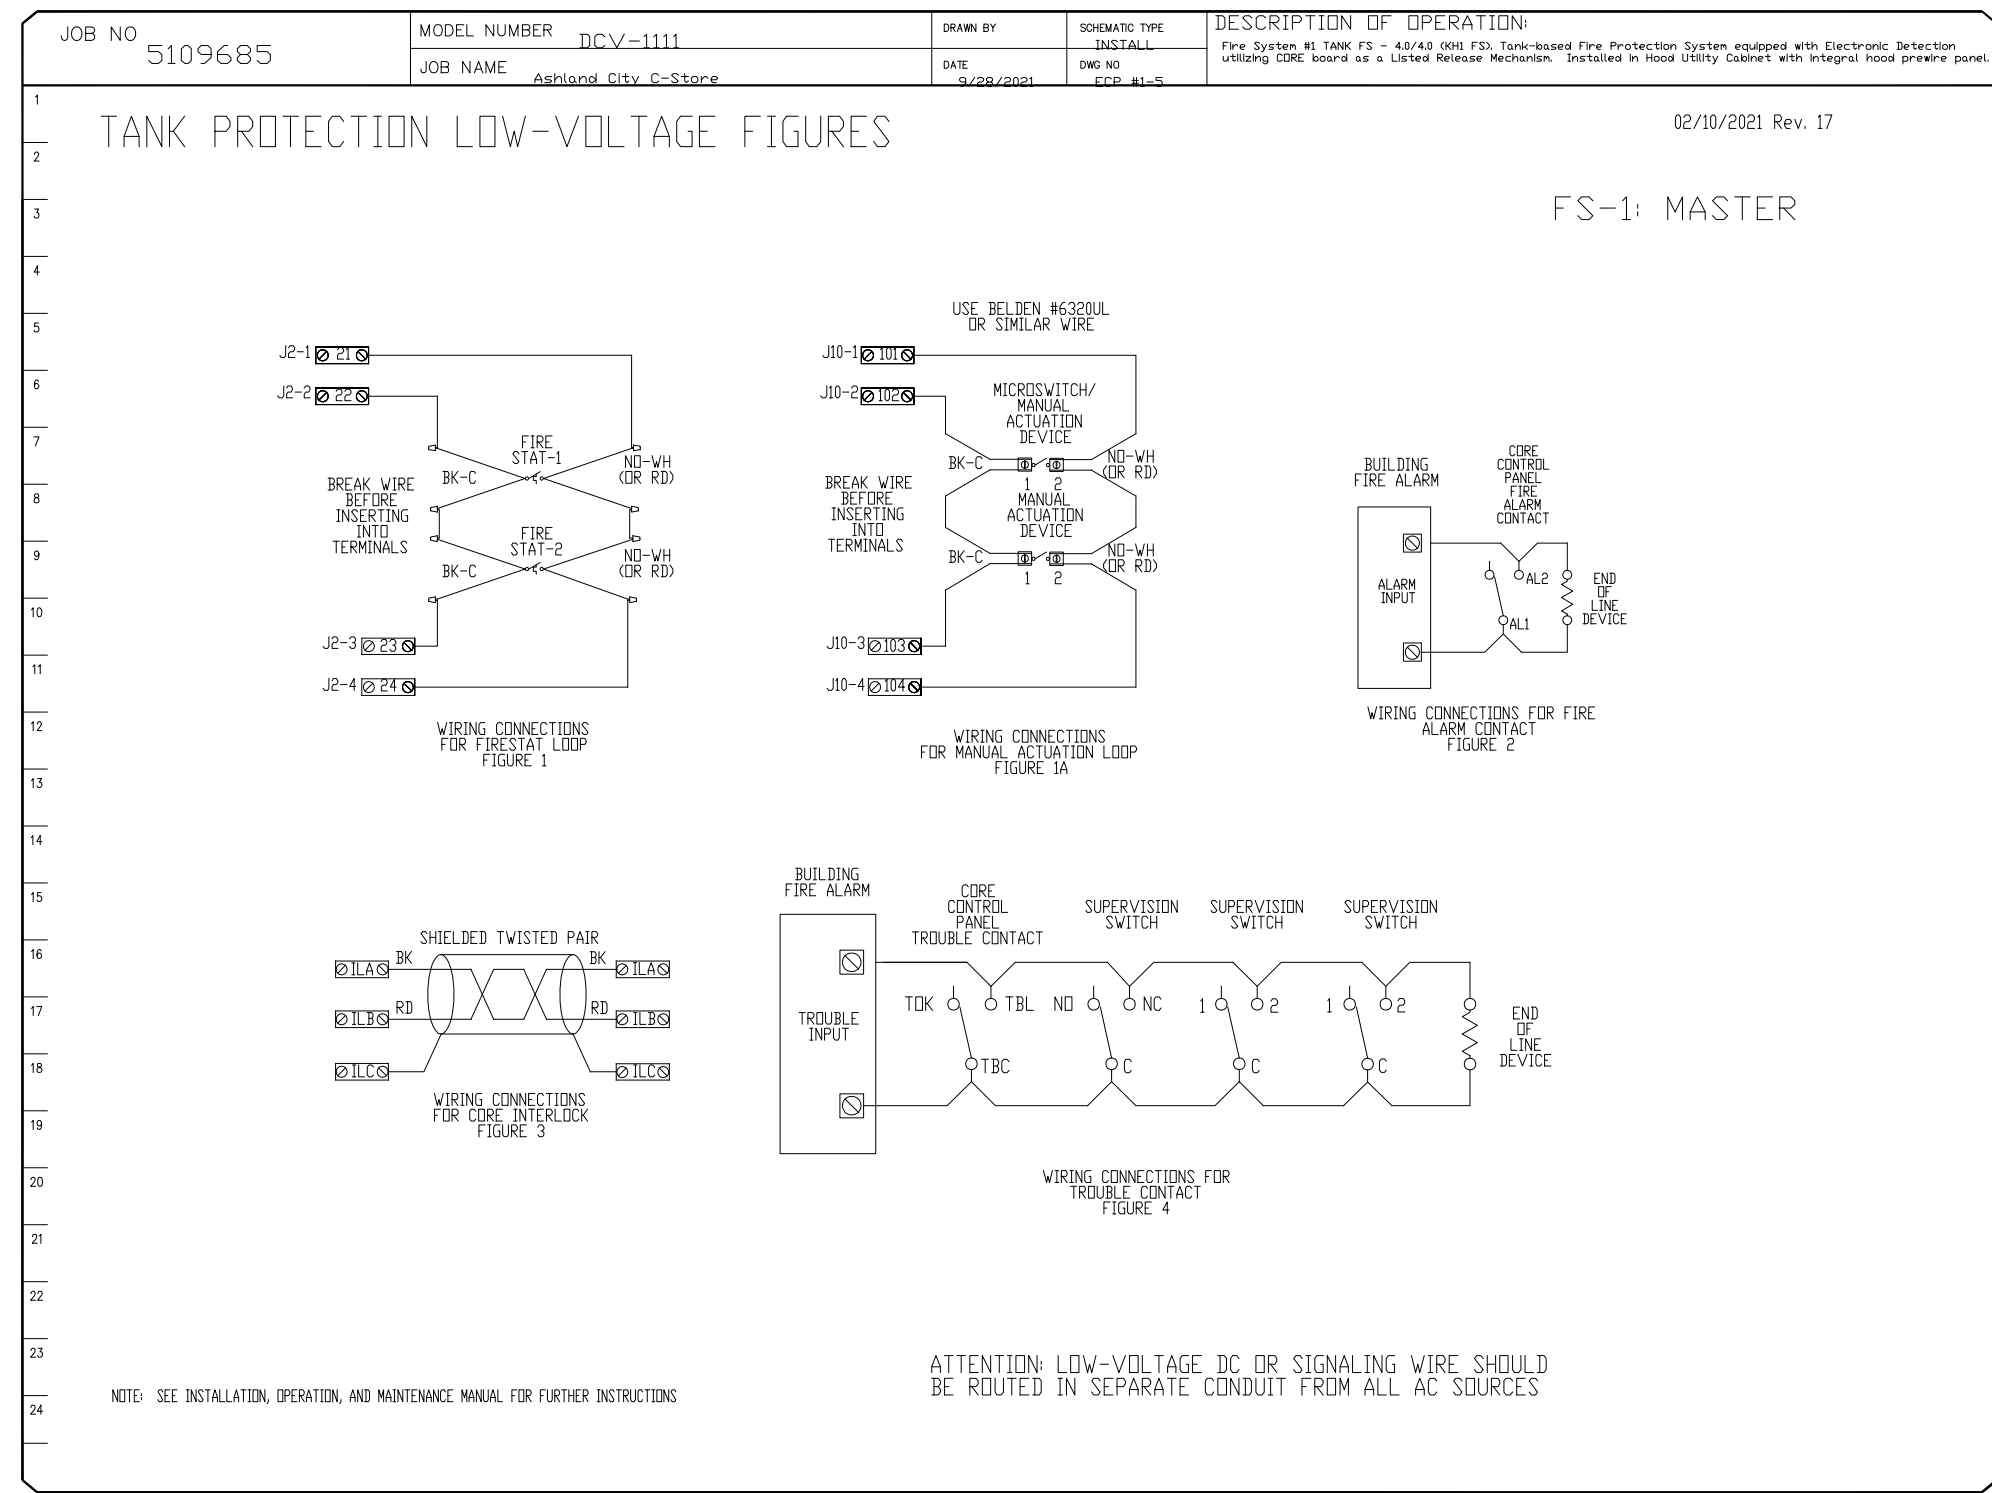 JOB NO
5109685
MODEL NUMBER
DCV-1111
JOB NAME
Ashland City C-Store
DRAWN BY
DATE
9/28/2021
SCHEMATIC TYPE
INSTALL
DWG NO
ECP #1-5
DESCRIPTION OF OPERATION:
Fire System #1 TANK FS - 4.0/4.0 (KH1 FS). Tank-based Fire Protection System equipped with Electronic Detection
utilizing CORE board as a Listed Release Mechanism.  Installed in Hood Utility Cabinet with integral hood prewire panel.
1
2
3
4
5
6
7
8
9
10
11
12
13
14
15
16
17
18
19
20
21
22
23
24
TANK PROTECTION LOW-VOLTAGE FIGURES
02/10/2021 Rev. 17
FS-1: MASTER
J2-1
21
J2-2
22
FIRE
STAT-1
BK-C
NO-WH
(OR RD)
BREAK WIRE
BEFORE
INSERTING
INTO
TERMINALS
FIRE
STAT-2
BK-C
NO-WH
(OR RD)
J2-3
23
J2-4
24
WIRING CONNECTIONS
FOR FIRESTAT LOOP
FIGURE 1
USE BELDEN #6320UL
OR SIMILAR WIRE
J10-1
101
J10-2
102
MICROSWITCH/
MANUAL
ACTUATION
DEVICE
BK-C
NO-WH
(OR RD)
1
2
BREAK WIRE
BEFORE
INSERTING
INTO
TERMINALS
MANUAL
ACTUATION
DEVICE
BK-C
NO-WH
(OR RD)
1
2
J10-3
103
J10-4
104
WIRING CONNECTIONS
FOR MANUAL ACTUATION LOOP
FIGURE 1A
BUILDING
FIRE ALARM
CORE
CONTROL
PANEL
FIRE
ALARM
CONTACT
ALARM
INPUT
AL2
AL1
END
OF
LINE
DEVICE
WIRING CONNECTIONS FOR FIRE
ALARM CONTACT
FIGURE 2
SHIELDED TWISTED PAIR
BK
BK
ILA
ILA
RD
RD
ILB
ILB
ILC
ILC
WIRING CONNECTIONS
FOR CORE INTERLOCK
FIGURE 3
BUILDING
FIRE ALARM
CORE
CONTROL
PANEL
TROUBLE CONTACT
SUPERVISION
SWITCH
SUPERVISION
SWITCH
SUPERVISION
SWITCH
TROUBLE
INPUT
TOK
TBL
NO
NC
1
2
1
2
TBC
C
C
C
END
OF
LINE
DEVICE
WIRING CONNECTIONS FOR
TROUBLE CONTACT
FIGURE 4
NOTE:  SEE INSTALLATION, OPERATION, AND MAINTENANCE MANUAL FOR FURTHER INSTRUCTIONS
ATTENTION: LOW-VOLTAGE DC OR SIGNALING WIRE SHOULD
BE ROUTED IN SEPARATE CONDUIT FROM ALL AC SOURCES